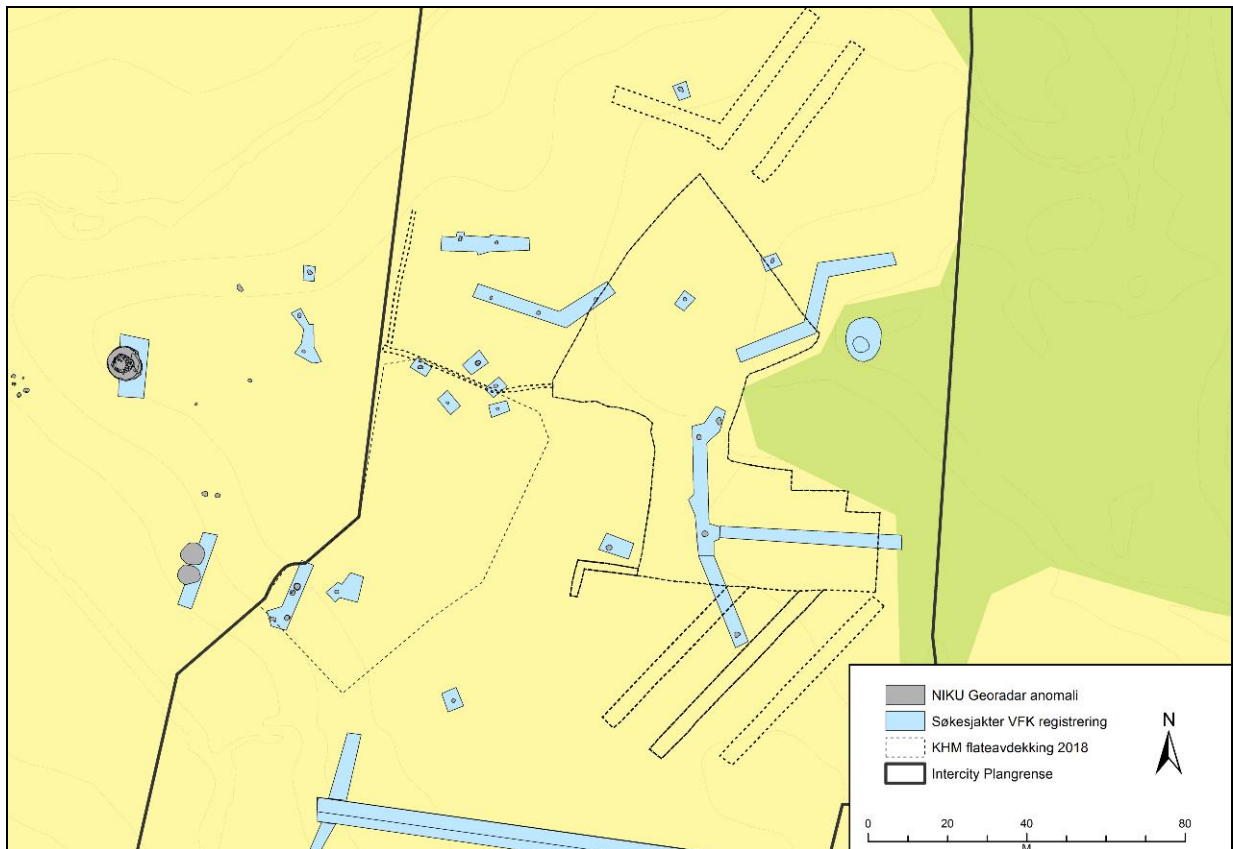 NIKU Georadar anomali
Søkesjakter VFK registrering
KHM flateavdekking 2018
Intercity Plangrense
N
0 20 40 80
M